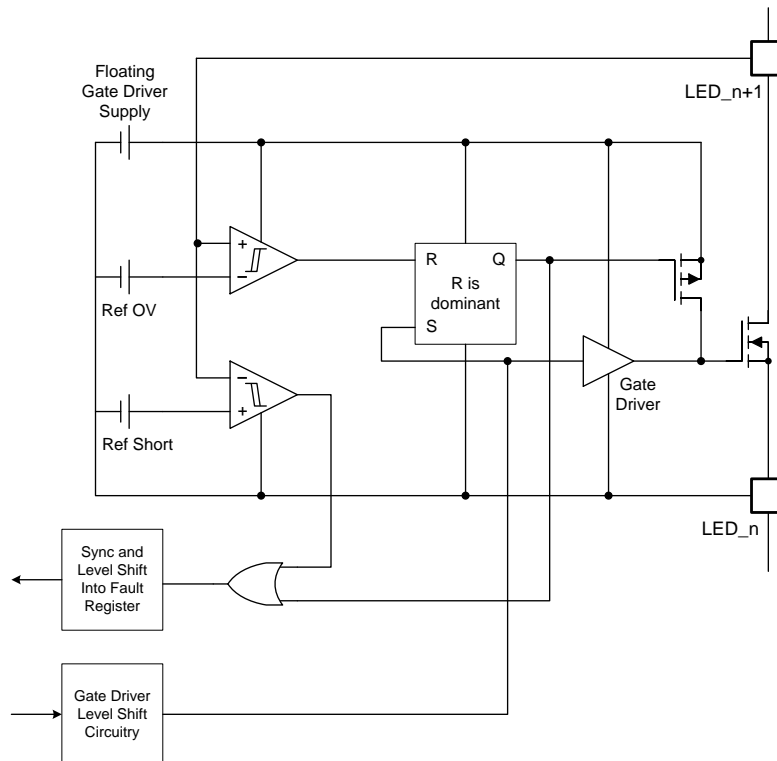 Floating
Gate Driver
Supply
LED_n+1
+
−
R
Q
R is
dominant
S
Ref OV
−
+
Ref Short
Gate
Driver
LED_n
Sync and
Level Shift
Into Fault
Register
Gate Driver
Level Shift
Circuitry